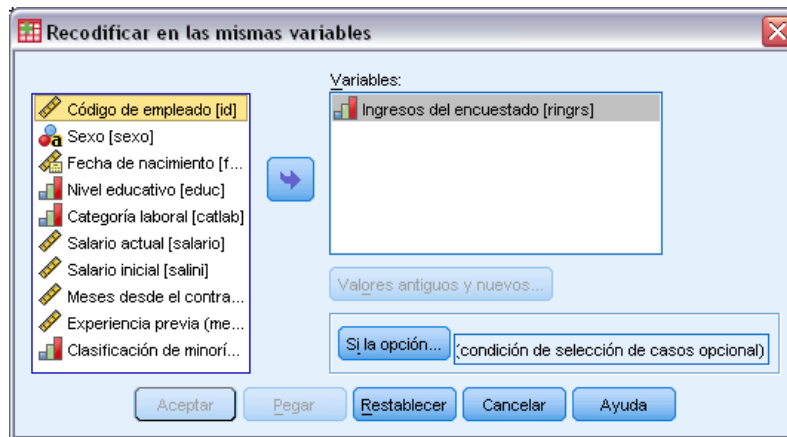 Recodificar en las mismas variables
Variables:
Código de empleado [id]
Sexo [sexo]
Fecha de nacimiento [f...
Nivel educativo [educ]
Categoría laboral [catlab]
Salario actual [salario]
Salario inicial [salini]
Meses desde el contra...
Experiencia previa (me...
Clasificación de minorí...
Ingresos del encuestado [ringrs]
Valores antiguos y nuevos...
Si la opción...
(condición de selección de casos opcional)
Aceptar
Pegar
Restablecer
Cancelar
Ayuda